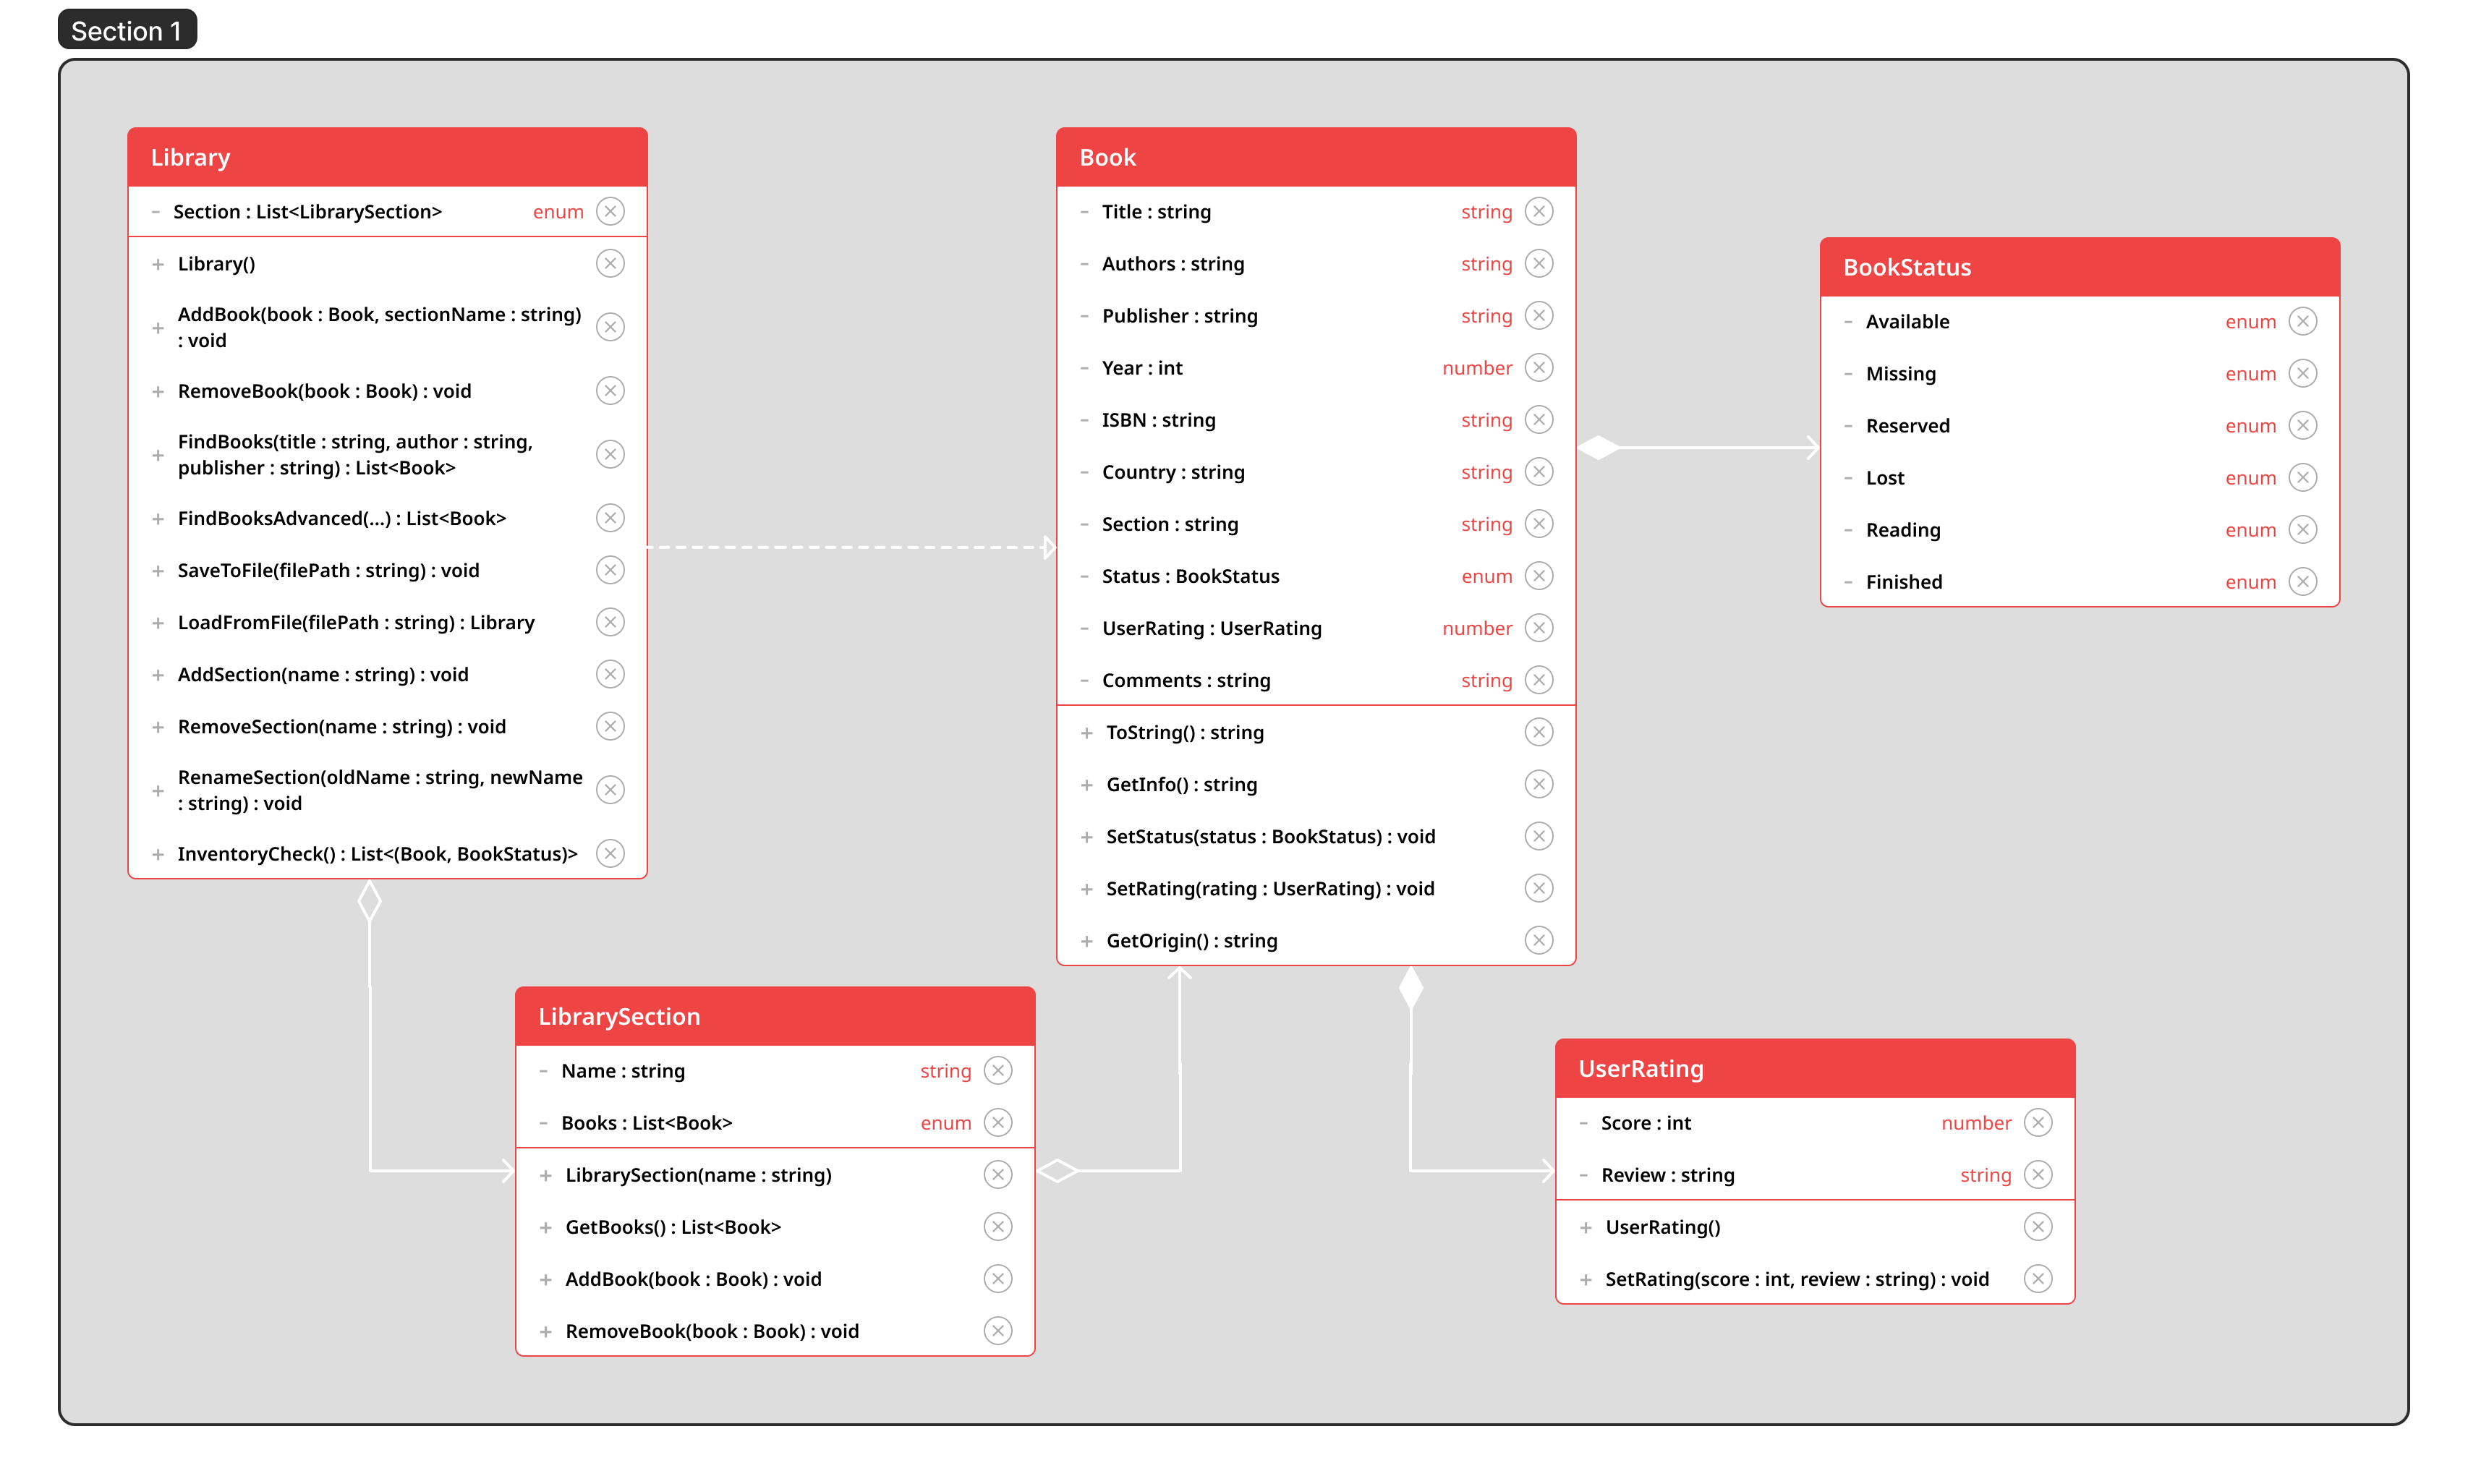 Section 1
Library
- Section : List<LibrarySection> enum
+ Library()
+ AddBook(book : Book, sectionName : string)
: void
+ RemoveBook(book : Book) : void
+ FindBooks(title : string, author : string,
publisher : string) : List<Book>
+ FindBooksAdvanced(...) : List<Book>
+ SaveToFile(filePath : string) : void
+ LoadFromFile(filePath : string) : Library
+ AddSection(name : string) : void
+ RemoveSection(name : string) : void
+ RenameSection(oldName : string, newName
: string) : void
+ InventoryCheck() : List<(Book, BookStatus)>
Book
- Title : string string
- Authors : string string
- Publisher : string string
- Year : int number
- ISBN : string string
- Country : string string
- Section : string string
- Status : BookStatus enum
- UserRating : UserRating number
- Comments : string string
+ ToString() : string
+ GetInfo() : string
+ SetStatus(status : BookStatus) : void
+ SetRating(rating : UserRating) : void
+ GetOrigin() : string
BookStatus
- Available enum
- Missing enum
- Reserved enum
- Lost enum
- Reading enum
- Finished enum
LibrarySection
- Name : string string
- Books : List<Book> enum
+ LibrarySection(name : string)
+ GetBooks() : List<Book>
+ AddBook(book : Book) : void
+ RemoveBook(book : Book) : void
UserRating
- Score : int number
- Review : string string
+ UserRating()
+ SetRating(score : int, review : string) : void